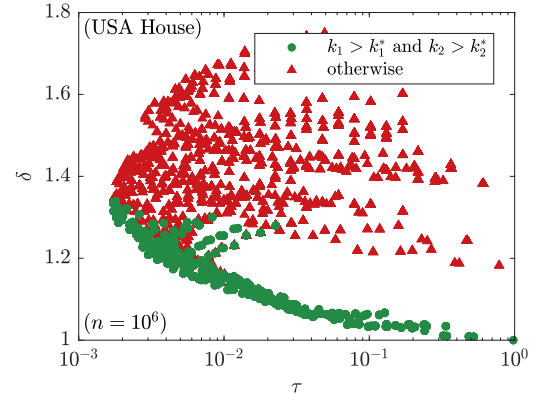 (USA House)
k₁ > k₁* and k₂ > k₂*
otherwise
1.8
1.6
1.4
1.2
1
δ
(n = 10⁶)
10⁻³ 10⁻² 10⁻¹ 10⁰
τ